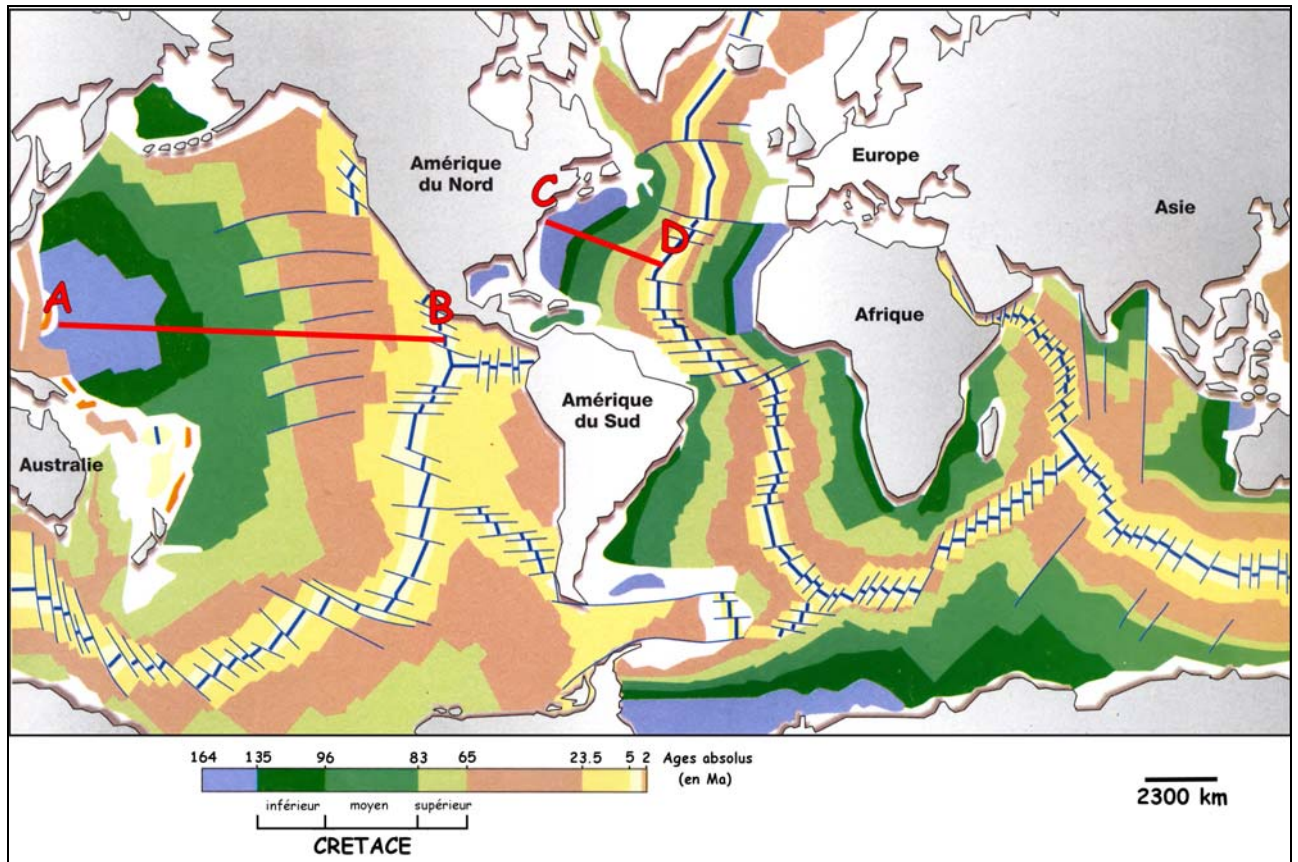 Amérique
du Nord
Europe
Asie
C
D
A
B
Afrique
Amérique
du Sud
Australie
164 135 96 83 65 23.5 5 2 Ages absolus
(en Ma)
inférieur moyen supérieur
CRETACE
2300 km